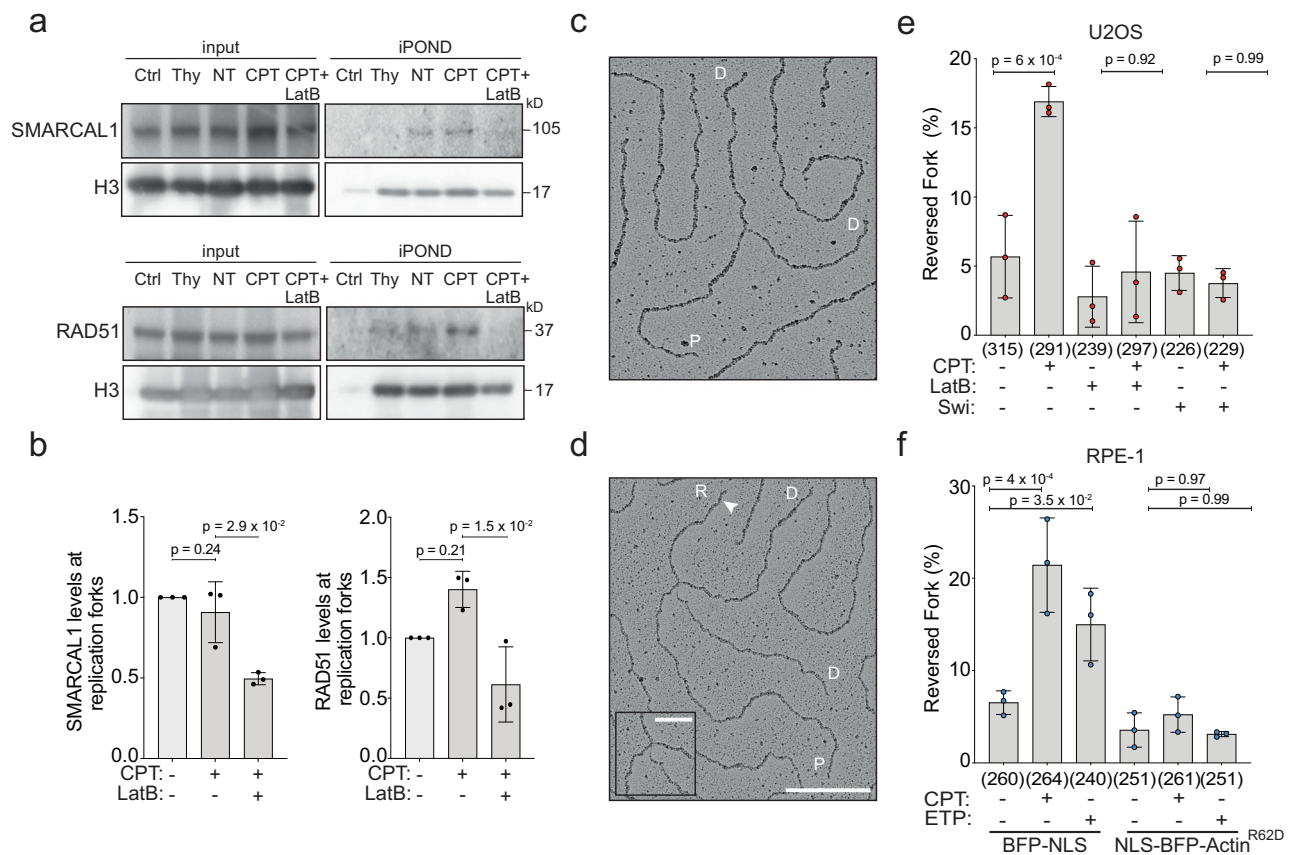 a
input iPOND
Ctrl Thy NT CPT CPT+ LatB Ctrl Thy NT CPT CPT+ LatB
kD
SMARCAL1 105
H3 17
input iPOND
Ctrl Thy NT CPT CPT+ LatB Ctrl Thy NT CPT CPT+ LatB
kD
RAD51 37
H3 17
b
SMARCAL1 levels at
replication forks
1.5
1.0
0.5
0.0
p = 0.24
p = 2.9 x 10⁻²
CPT: - + +
LatB: - - +
RAD51 levels at
replication forks
2.0
1.5
1.0
0.5
0.0
p = 0.21
p = 1.5 x 10⁻²
CPT: - + +
LatB: - - +
c
D
D
P
d
R
D
D
P
e
U2OS
Reversed Fork (%)
20
15
10
5
0
p = 6 x 10⁻⁴
p = 0.92
p = 0.99
(315) (291) (239) (297) (226) (229)
CPT: - + - + - +
LatB: - - + + - -
Swi: - - - - + +
f
RPE-1
Reversed Fork (%)
30
20
10
0
p = 4 x 10⁻⁴
p = 3.5 x 10⁻²
p = 0.97
p = 0.99
(260) (264) (240) (251) (261) (251)
CPT: - + - - + -
ETP: - - + - - +
BFP-NLS NLS-BFP-Actin R62D